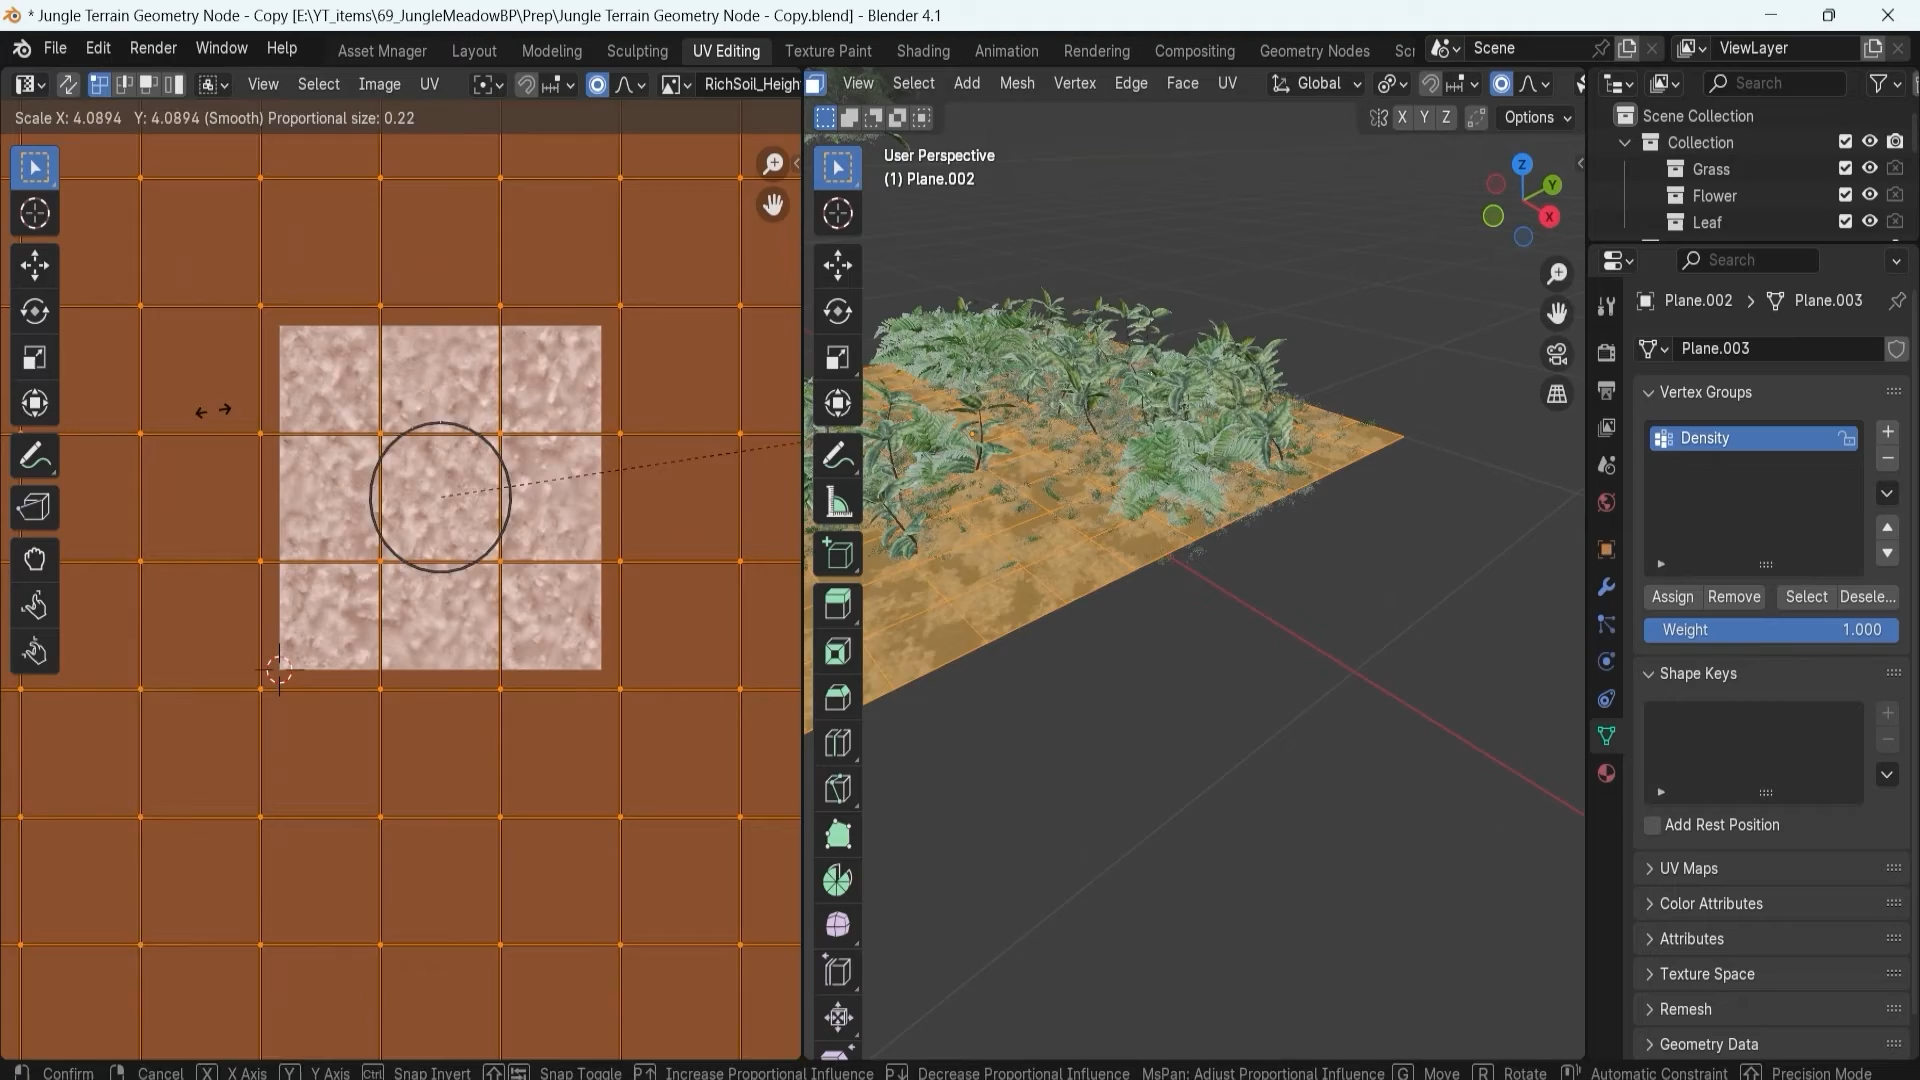 * Jungle Terrain Geometry Node - Copy [E:\YT_items\69_JungleMeadowBP\Prep\Jungle Terrain Geometry Node - Copy.blend] - Blender 4.1
File Edit Render Window Help Asset Mnager Layout Modeling Sculpting UV Editing Texture Paint Shading Animation Rendering Compositing Geometry Nodes Scr Scene ViewLayer
View Select Image UV RichSoil_Heigh View Select Add Mesh Vertex Edge Face UV Global Search
Scale X: 4.0894 Y: 4.0894 (Smooth) Proportional size: 0.22 X Y Z Options Scene Collection
Collection
User Perspective
(1) Plane.002
Z
Y
X
Grass
Flower
Leaf
Search
Plane.002 > Plane.003
Plane.003
Vertex Groups
Density
Assign Remove Select Desele...
Weight 1.000
Shape Keys
Add Rest Position
UV Maps
Color Attributes
Attributes
Texture Space
Remesh
Geometry Data
Confirm Cancel X X Axis Y Y Axis Ctrl Snap Invert Snap Toggle Increase Proportional Influence Decrease Proportional Influence MsPan: Adjust Proportional Influence G Move R Rotate Automatic Constraint Precision Mode